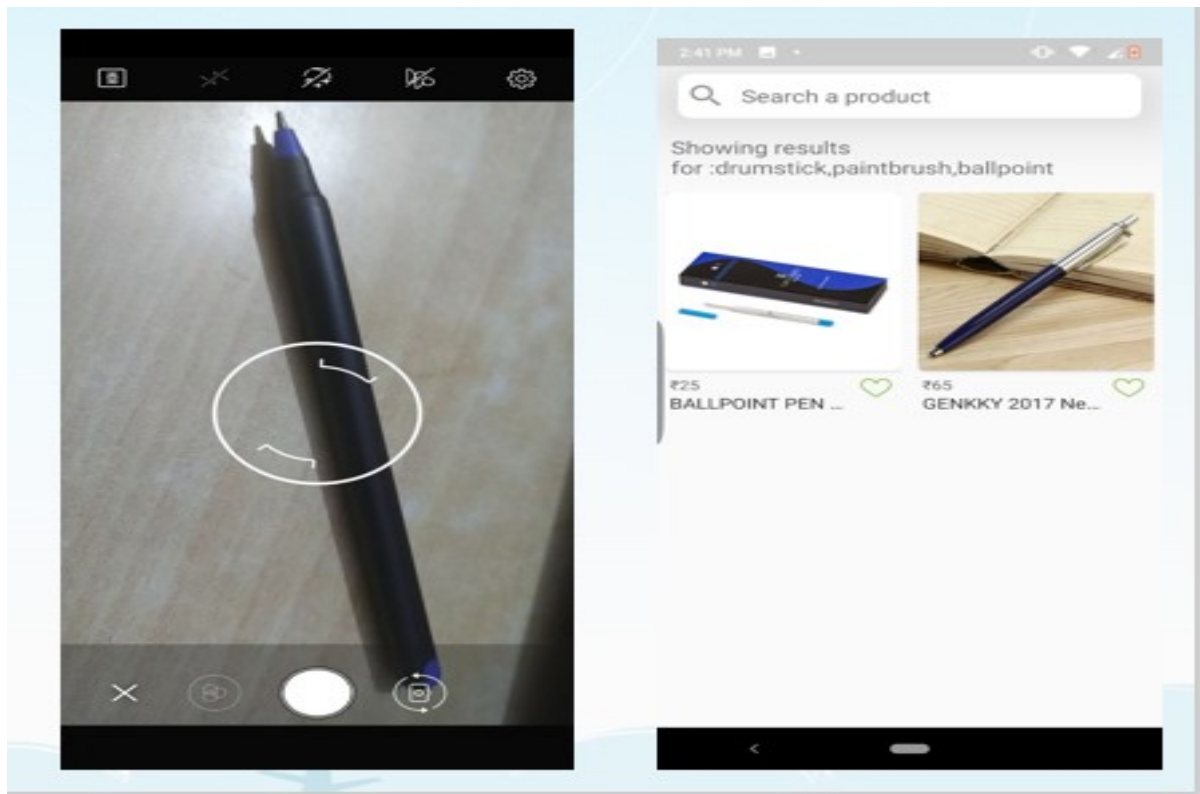 2:41 PM
Search a product
Showing results
for :drumstick,paintbrush,ballpoint
₹25
BALLPOINT PEN ...
₹65
GENKKY 2017 Ne...